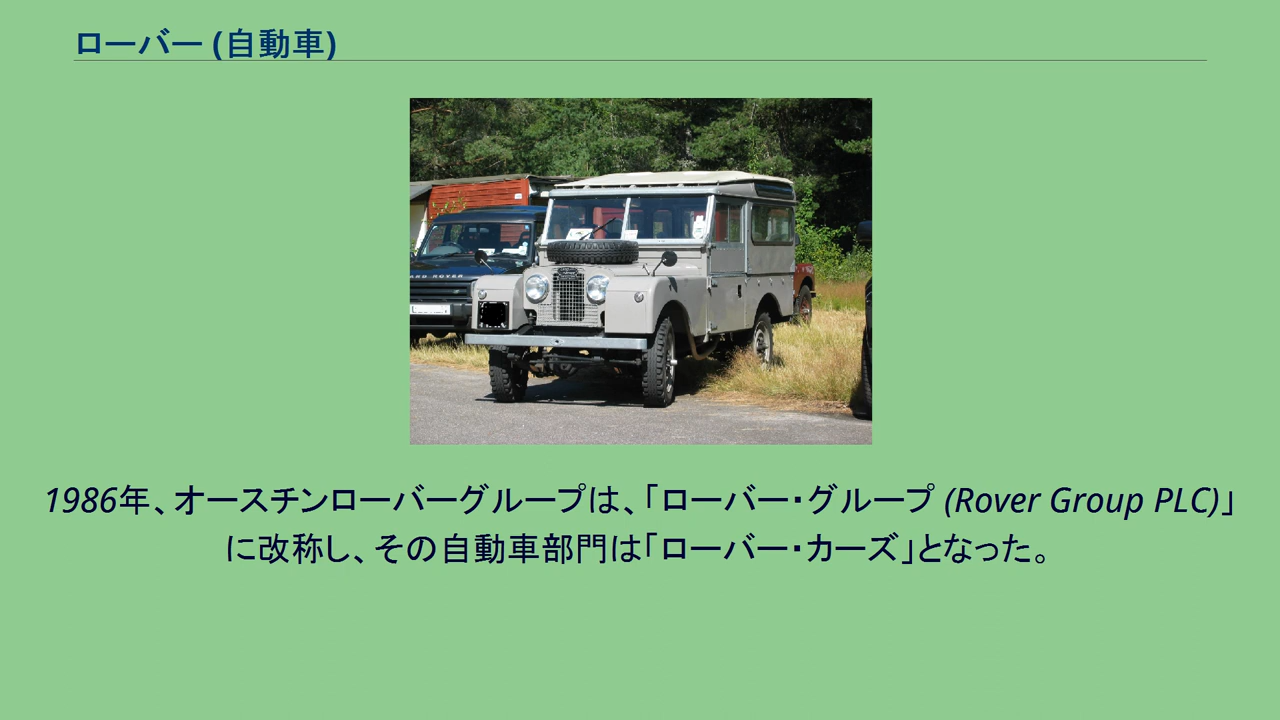 ローバー (自動車)
AND ROVER
1986年、オースチンローバーグループは、「ローバー・グループ (Rover Group PLC)」
に改称し、その自動車部門は「ローバー・カーズ」となった。